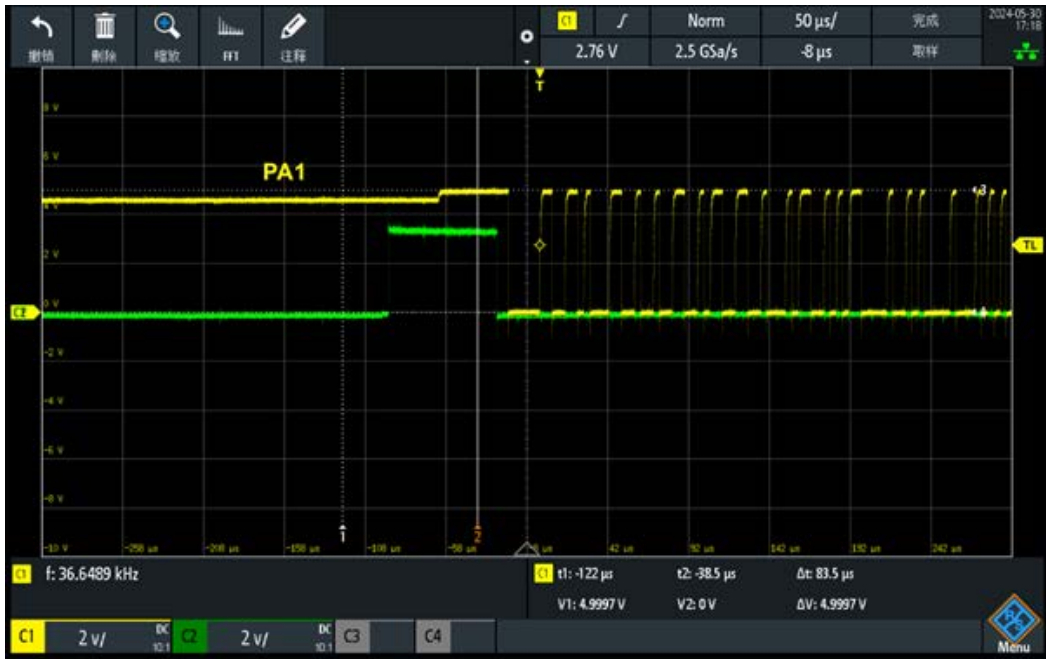 撤销
删除
缩放
FFT
注释
C1
Norm
50 µs/
完成
2.76 V
2.5 GSa/s
-8 µs
取样
2024-05-30
17:18
T
8 V
6 V
PA1
4 V
2 V
TL
C2
0 V
-2 V
-4 V
-6 V
-8 V
1
2
-10 V
-258 µs
-208 µs
-158 µs
-108 µs
-58 µs
-8 µs
42 µs
92 µs
142 µs
192 µs
242 µs
C1
f: 36.6489 kHz
C1
t1: -122 µs
t2: -38.5 µs
Δt: 83.5 µs
V1: 4.9997 V
V2: 0 V
ΔV: 4.9997 V
C1
2 V/
DC
10:1
C2
2 V/
DC
10:1
C3
C4
R&S
Menu